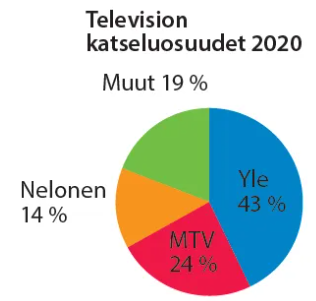 Television
katseluosuudet 2020
Muut 19 %
Yle
43 %
Nelonen
14 %
MTV
24 %